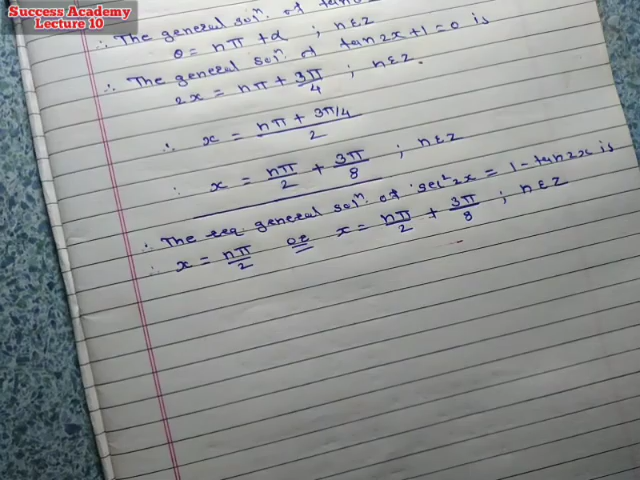 Success Academy
Lecture 10
∴ The general solⁿ. of tanθ
θ = nπ + α ; n∈Z
∴ The general solⁿ. of tan2x+1=0 is
2x = nπ + 3π/4 ; n∈Z.
∴ x = (nπ + 3π/4)/2
∴ x = nπ/2 + 3π/8 ; n∈Z
∴ The req general solⁿ. of sec²2x = 1 - tan2x is
∴ x = nπ/2 or x = nπ/2 + 3π/8 ; n∈Z